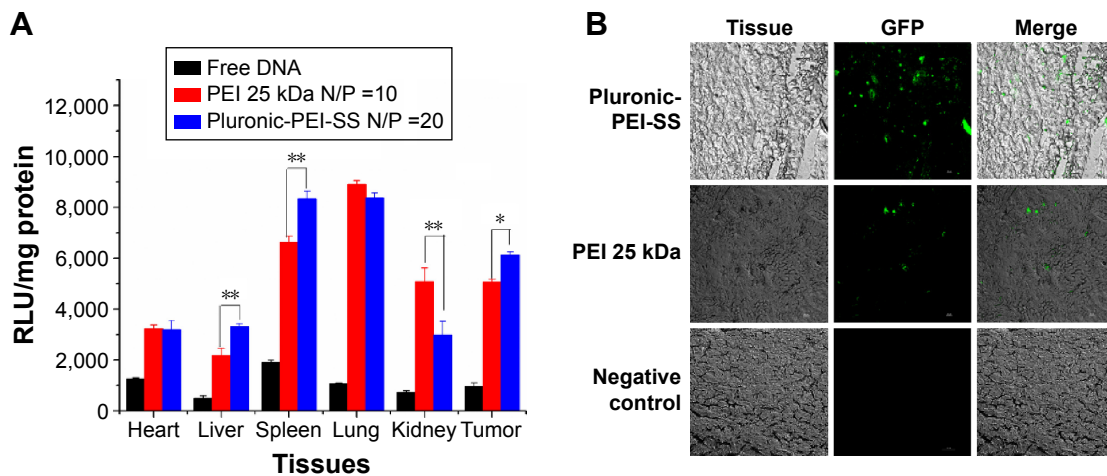 A
Free DNA
PEI 25 kDa N/P =10
Pluronic-PEI-SS N/P =20
12,000
10,000
8,000
6,000
4,000
2,000
0
RLU/mg protein
**
**
**
*
Heart Liver Spleen Lung Kidney Tumor
Tissues
B
Tissue GFP Merge
Pluronic-
PEI-SS
PEI 25 kDa
Negative
control